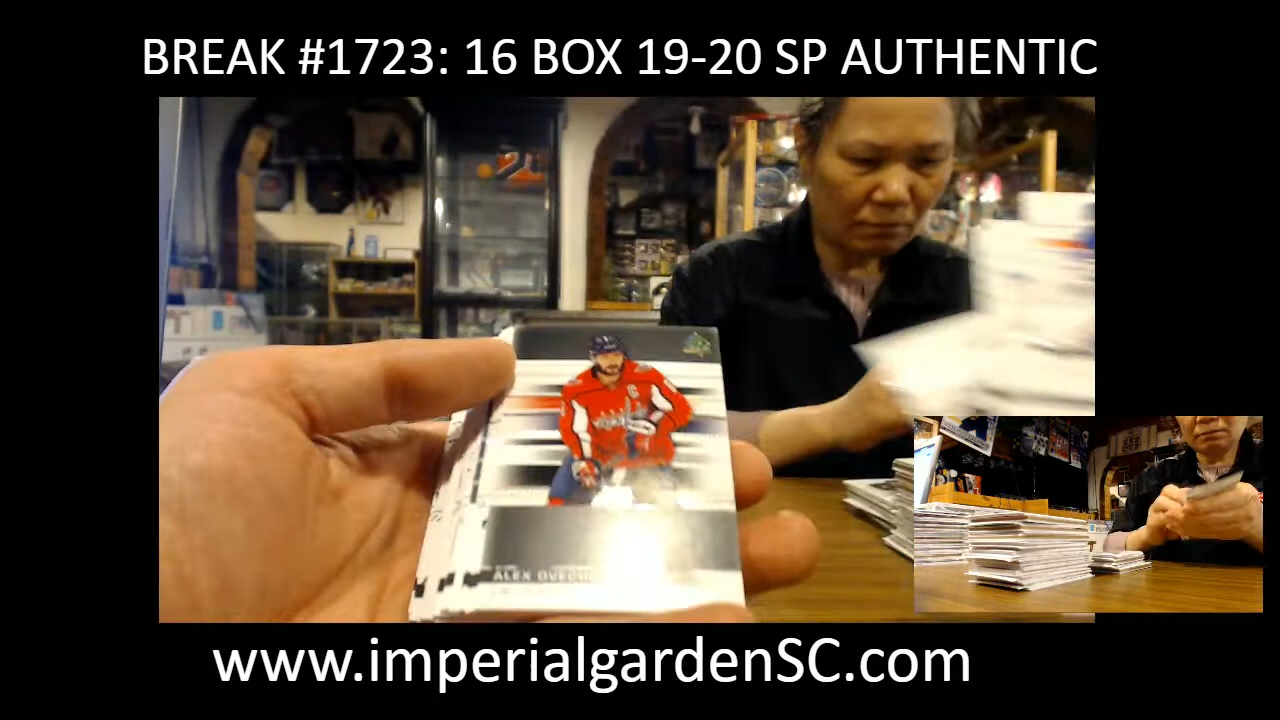 BREAK #1723: 16 BOX 19-20 SP AUTHENTIC
ALEX OVECH
www.imperialgardenSC.com